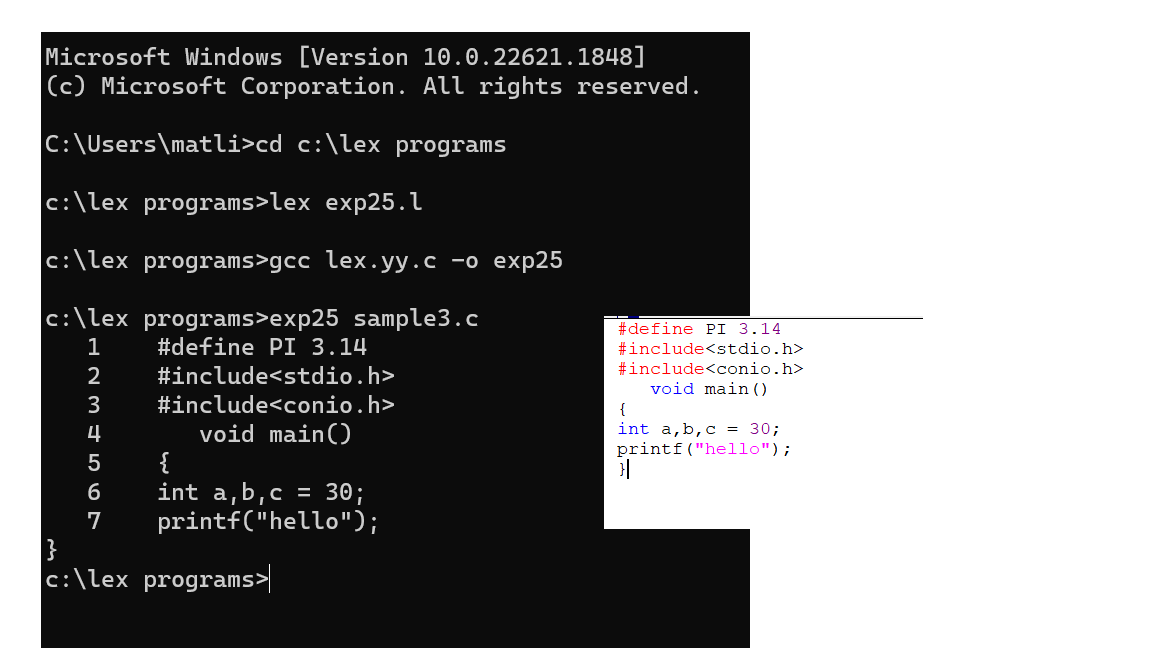 Microsoft Windows [Version 10.0.22621.1848]
(c) Microsoft Corporation. All rights reserved.
C:\Users\matli>cd c:\lex programs
c:\lex programs>lex exp25.l
c:\lex programs>gcc lex.yy.c -o exp25
c:\lex programs>exp25 sample3.c
1 #define PI 3.14
2 #include<stdio.h>
3 #include<conio.h>
4 void main()
5 {
6 int a,b,c = 30;
7 printf("hello");
}
c:\lex programs>
#define PI 3.14
#include<stdio.h>
#include<conio.h>
void main()
{
int a,b,c = 30;
printf("hello");
}